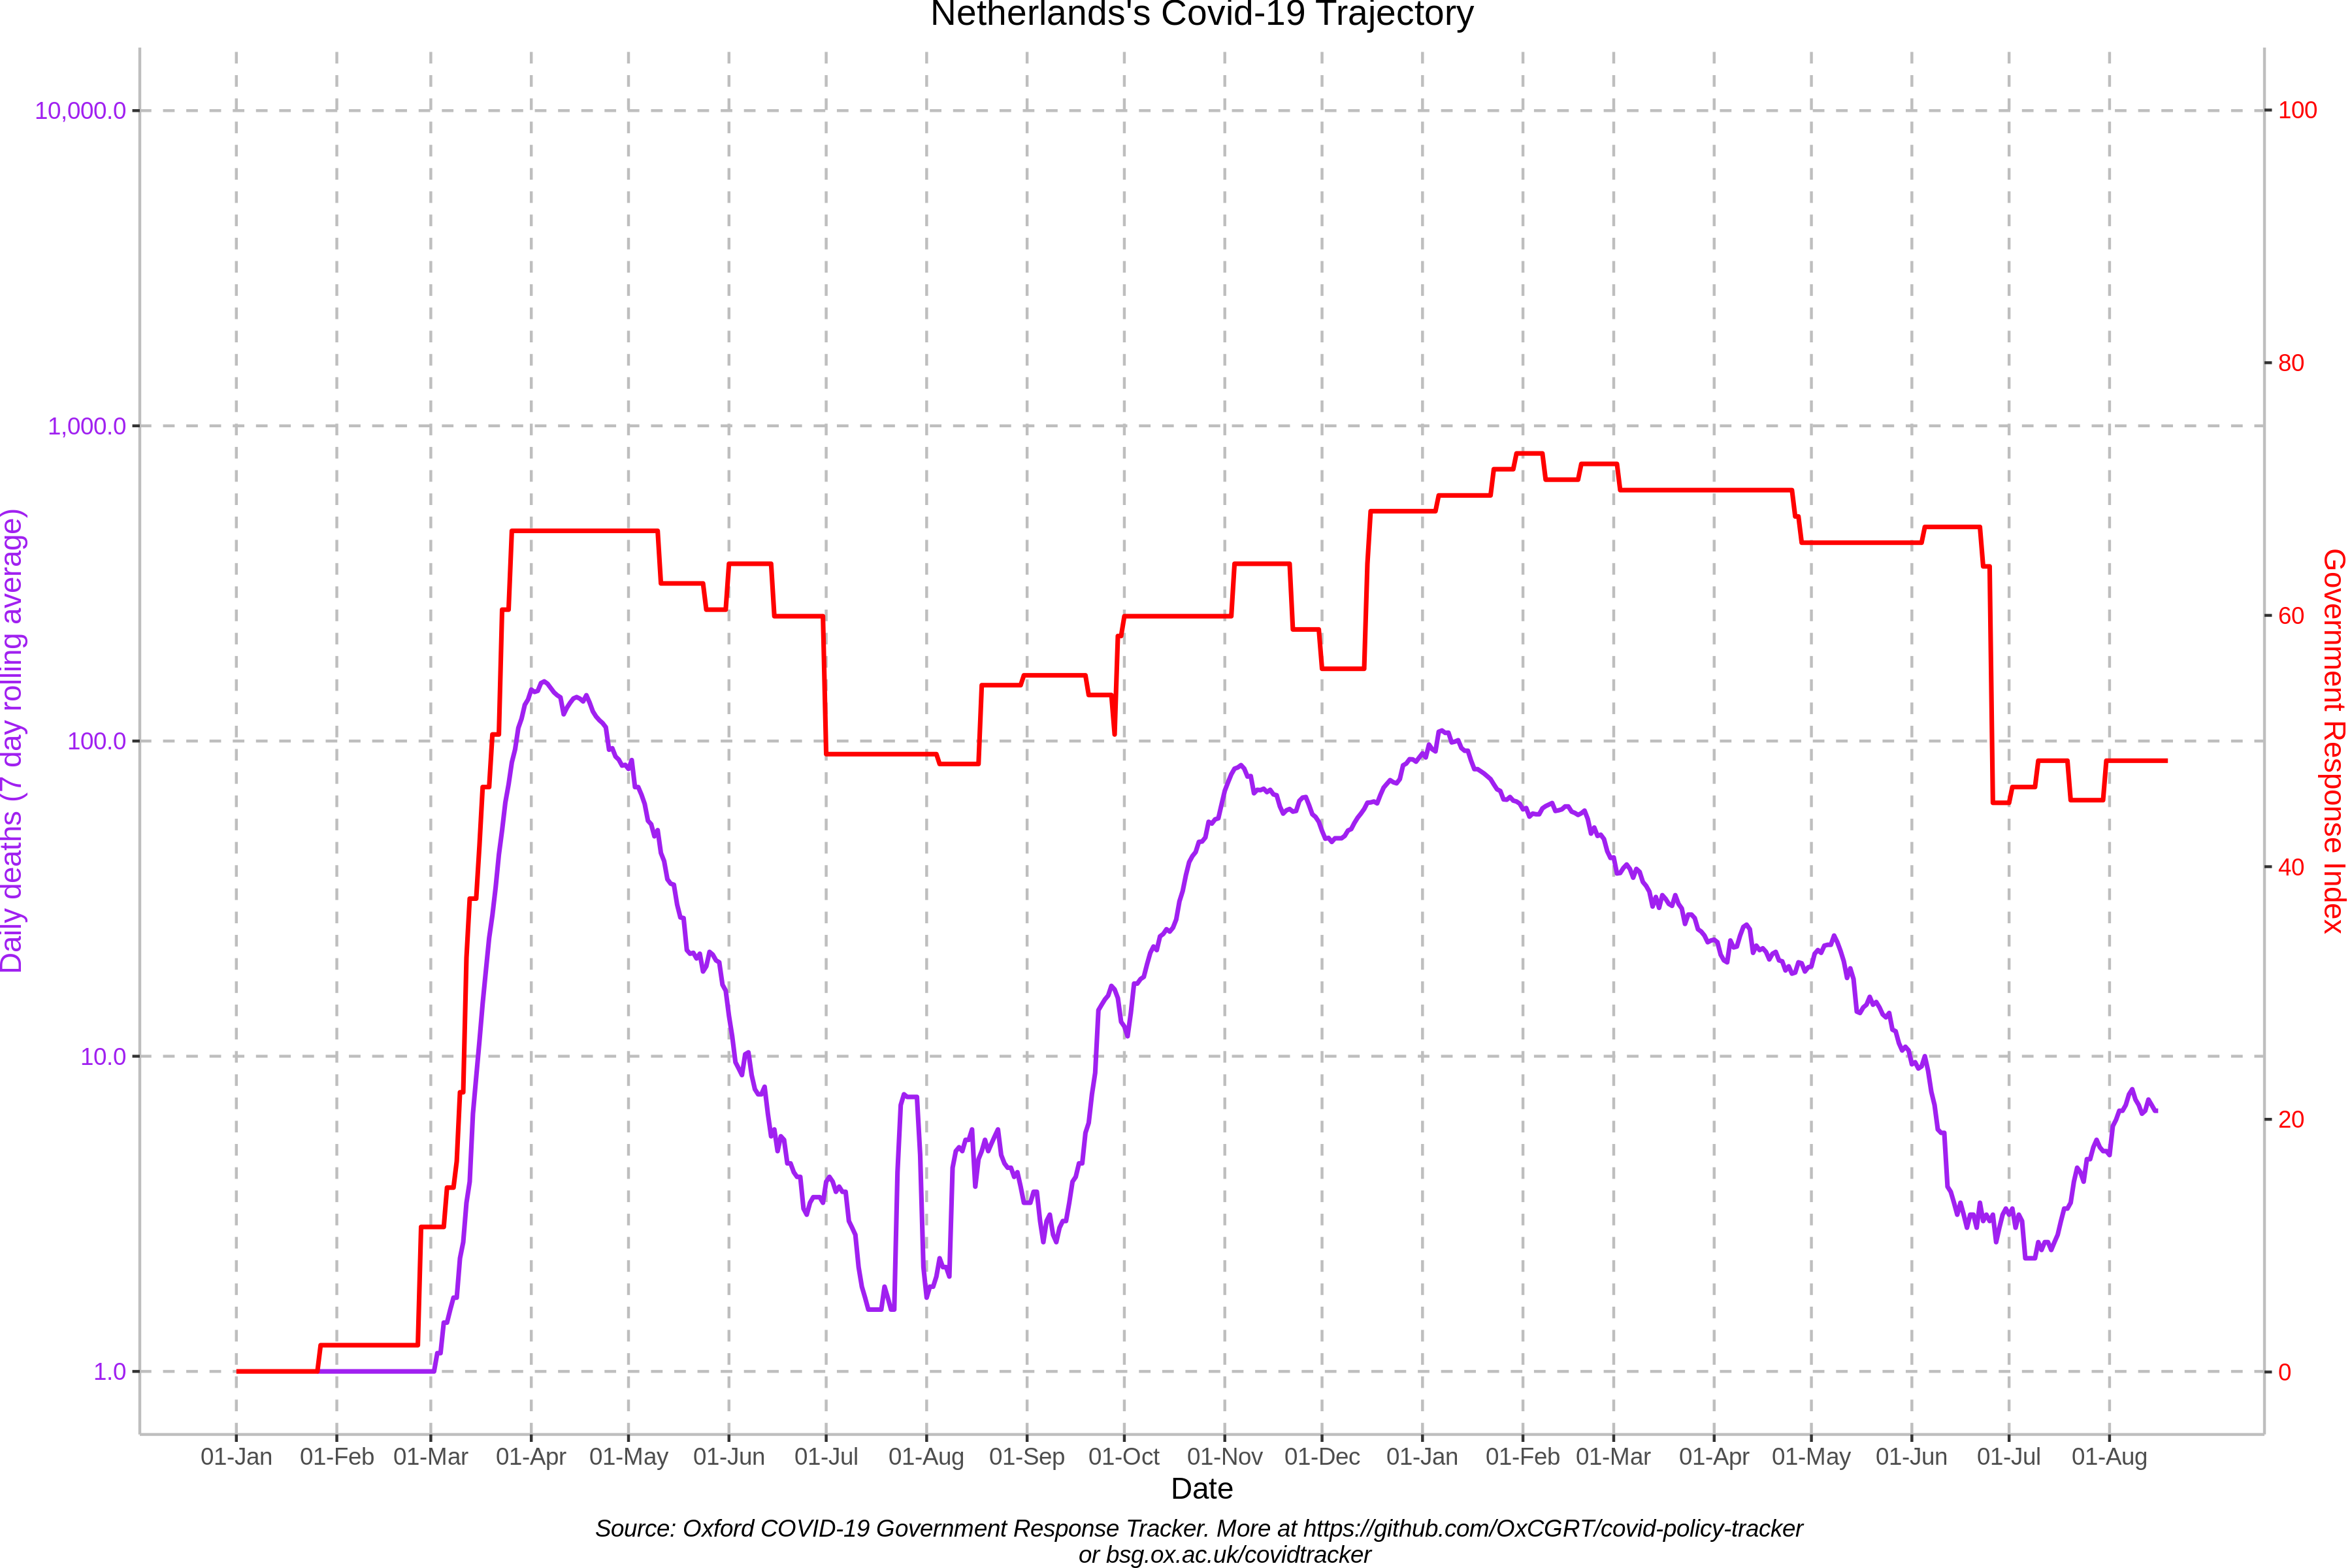 Netherlands's Covid-19 Trajectory
10,000.0
1,000.0
100.0
10.0
1.0
Daily deaths (7 day rolling average)
100
80
60
40
20
0
Government Response Index
01-Jan 01-Feb 01-Mar 01-Apr 01-May 01-Jun 01-Jul 01-Aug 01-Sep 01-Oct 01-Nov 01-Dec 01-Jan 01-Feb 01-Mar 01-Apr 01-May 01-Jun 01-Jul 01-Aug
Date
Source: Oxford COVID-19 Government Response Tracker. More at https://github.com/OxCGRT/covid-policy-tracker
or bsg.ox.ac.uk/covidtracker